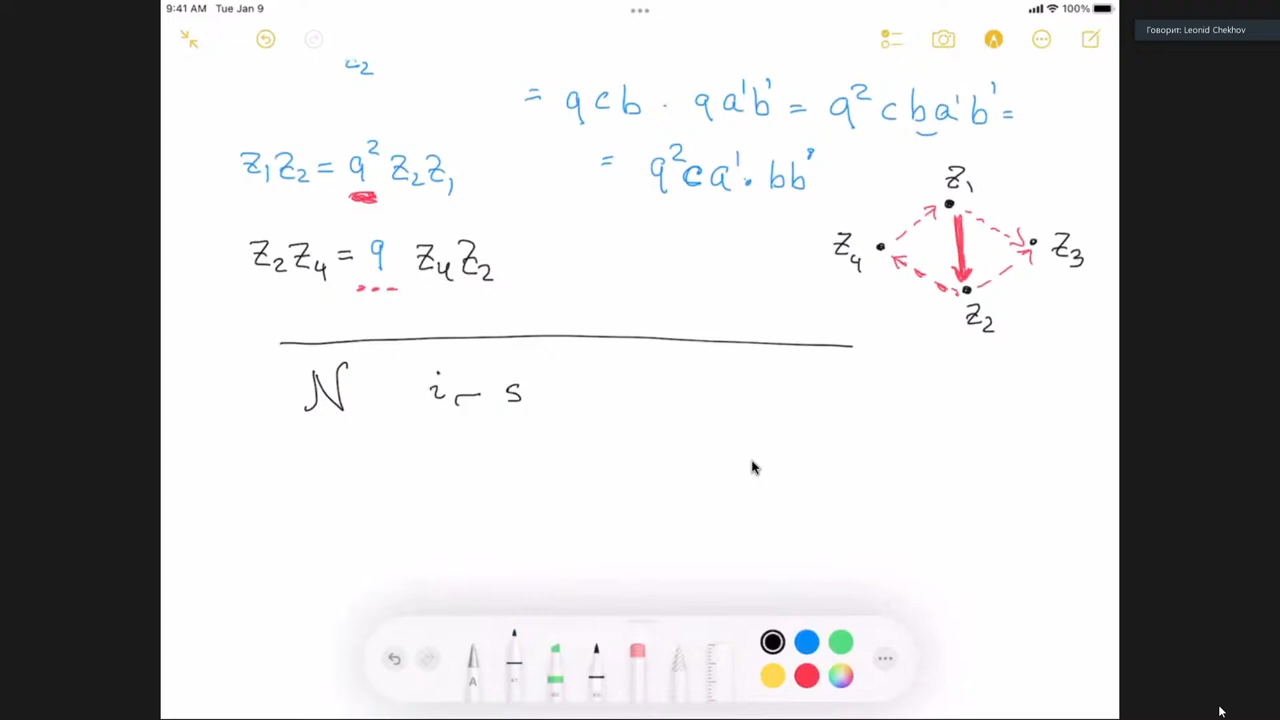 9:41 AM Tue Jan 9
100%
Говорит: Leonid Chekhov
z₂
= qcb · qa'b' = q²cba'b' =
Z₁Z₂ = q² Z₂Z₁
= q²ca' · bb'
Z₂Z₄ = q Z₄Z₂
Z₁
Z₄
Z₃
Z₂
N i s
A